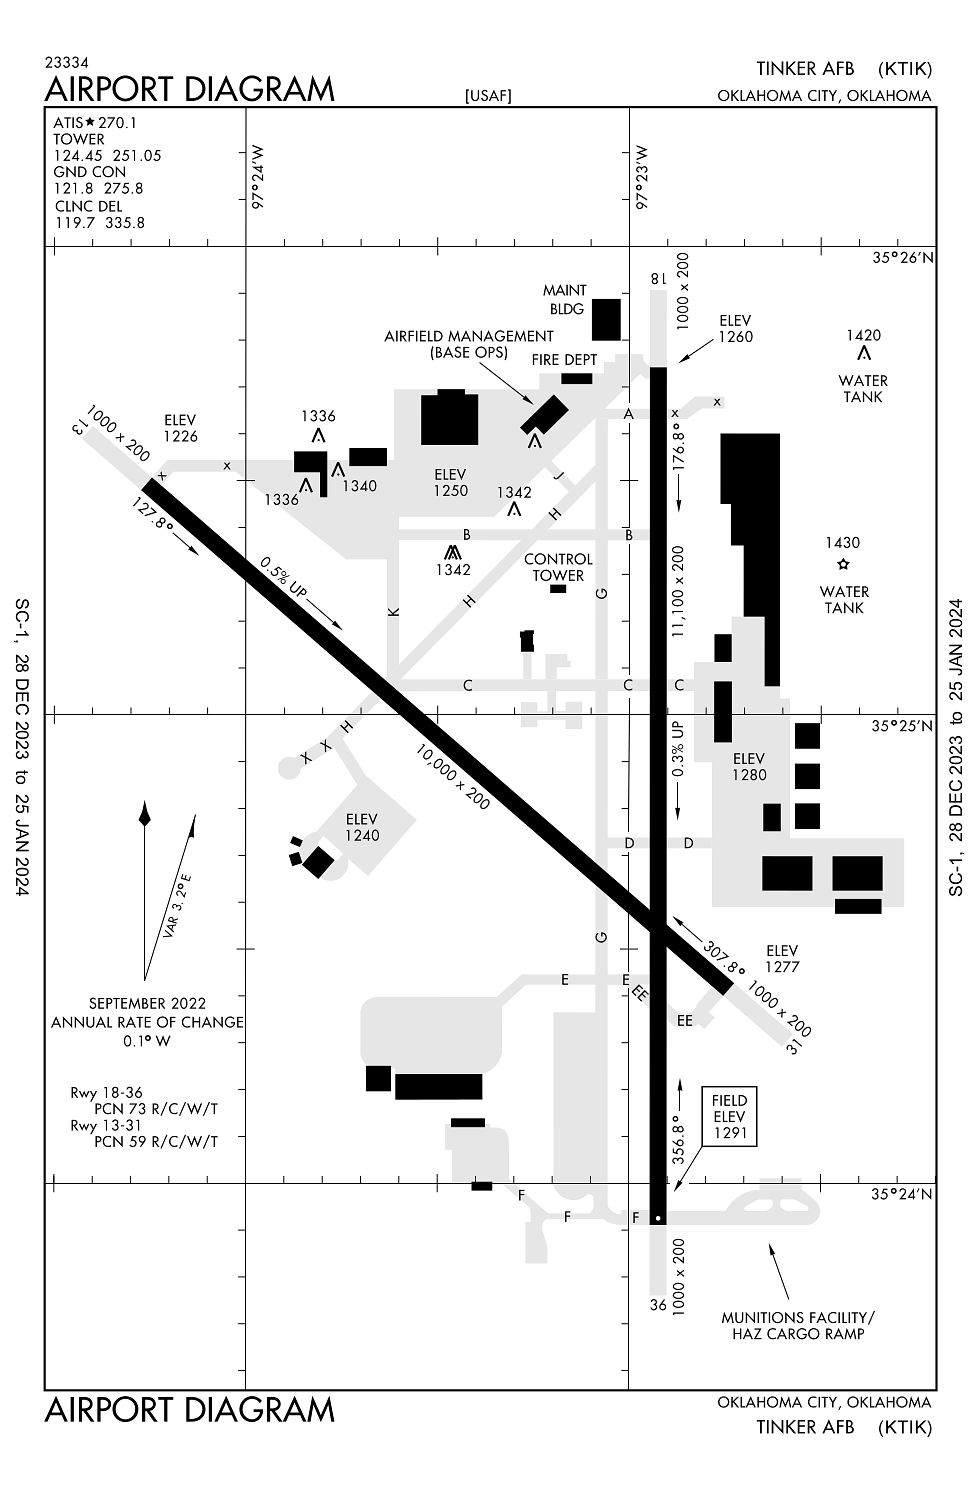 23334
AIRPORT DIAGRAM
[USAF]
TINKER AFB (KTIK)
OKLAHOMA CITY, OKLAHOMA
ATIS★270.1
TOWER
124.45 251.05
GND CON
121.8 275.8
CLNC DEL
119.7 335.8
97°24'W
97°23'W
35°26'N
18
1000 x 200
MAINT
BLDG
ELEV
1260
AIRFIELD MANAGEMENT
(BASE OPS)
FIRE DEPT
1420
WATER
TANK
13
1000 x 200
ELEV
1226
1336
A
x
x
x
x
176.8°
1336
1340
ELEV
1250
J
1342
H
127.8°
B
B
1342
CONTROL
TOWER
1430
WATER
TANK
0.5% UP
11,100 x 200
K
H
G
C
C
C
35°25'N
H
X
X
10,000 x 200
0.3% UP
ELEV
1280
ELEV
1240
D
D
VAR 3.2° E
G
307.8°
ELEV
1277
E
E
EE
EE
1000 x 200
31
SEPTEMBER 2022
ANNUAL RATE OF CHANGE
0.1° W
Rwy 18-36
PCN 73 R/C/W/T
Rwy 13-31
PCN 59 R/C/W/T
356.8°
FIELD
ELEV
1291
35°24'N
F
F
F
36
1000 x 200
MUNITIONS FACILITY/
HAZ CARGO RAMP
SC-1, 28 DEC 2023 to 25 JAN 2024
SC-1, 28 DEC 2023 to 25 JAN 2024
AIRPORT DIAGRAM
OKLAHOMA CITY, OKLAHOMA
TINKER AFB (KTIK)